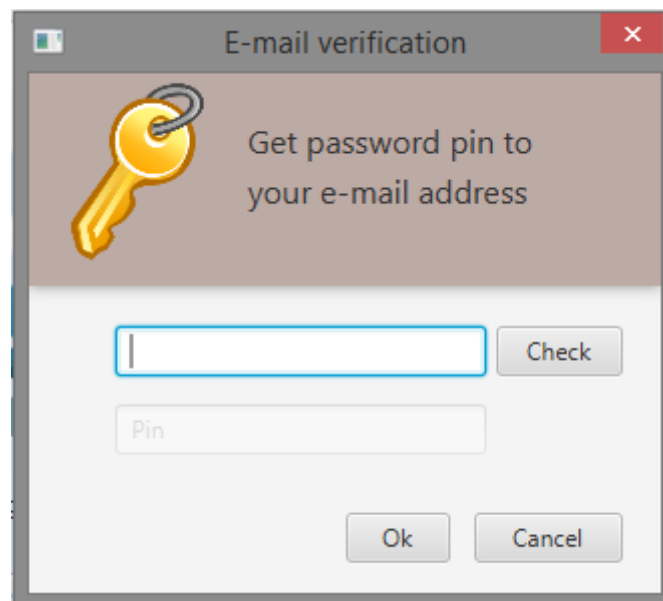 E-mail verification
Get password pin to
your e-mail address
Check
Pin
Ok Cancel